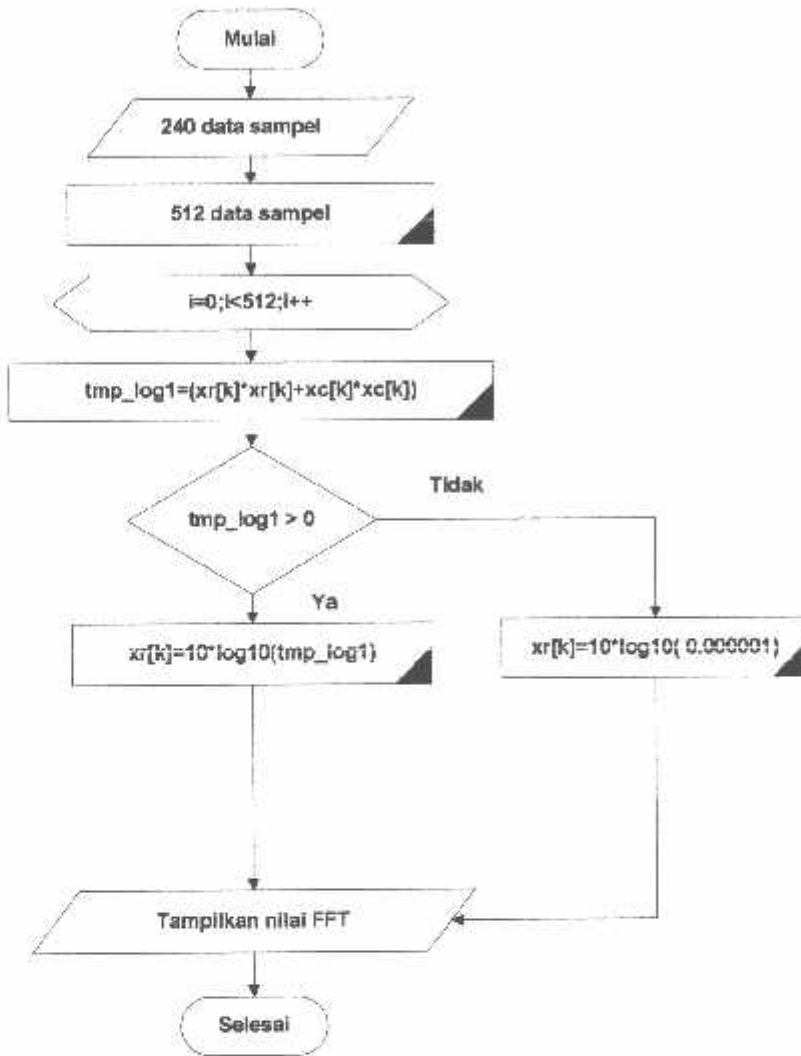 Mulai
240 data sampel
512 data sampel
i=0;i<512;i++
tmp_log1=(xr[k]*xr[k]+xc[k]*xc[k])
Tidak
tmp_log1 > 0
Ya
xr[k]=10*log10(tmp_log1)
xr[k]=10*log10( 0.000001)
Tampilkan nilai FFT
Selesai